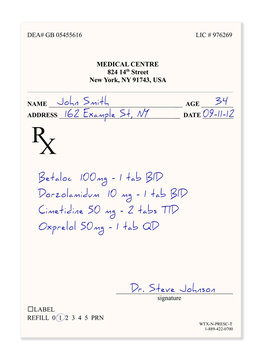 DEA# GB 05455616 LIC # 976269
MEDICAL CENTRE
824 14th Street
New York, NY 91743, USA
NAME John Smith AGE 34
ADDRESS 162 Example St, NY DATE 09-11-12
Rx
Betaloc 100mg - 1 tab BID
Dorzolamidum 10 mg - 1 tab BID
Cimetidine 50 mg - 2 tabs TID
Oxprelol 50mg - 1 tab QD
Dr. Steve Johnson
signature
LABEL
REFILL 0 1 2 3 4 5 PRN
WTX-N-PRESC-T
1-889-422-0700